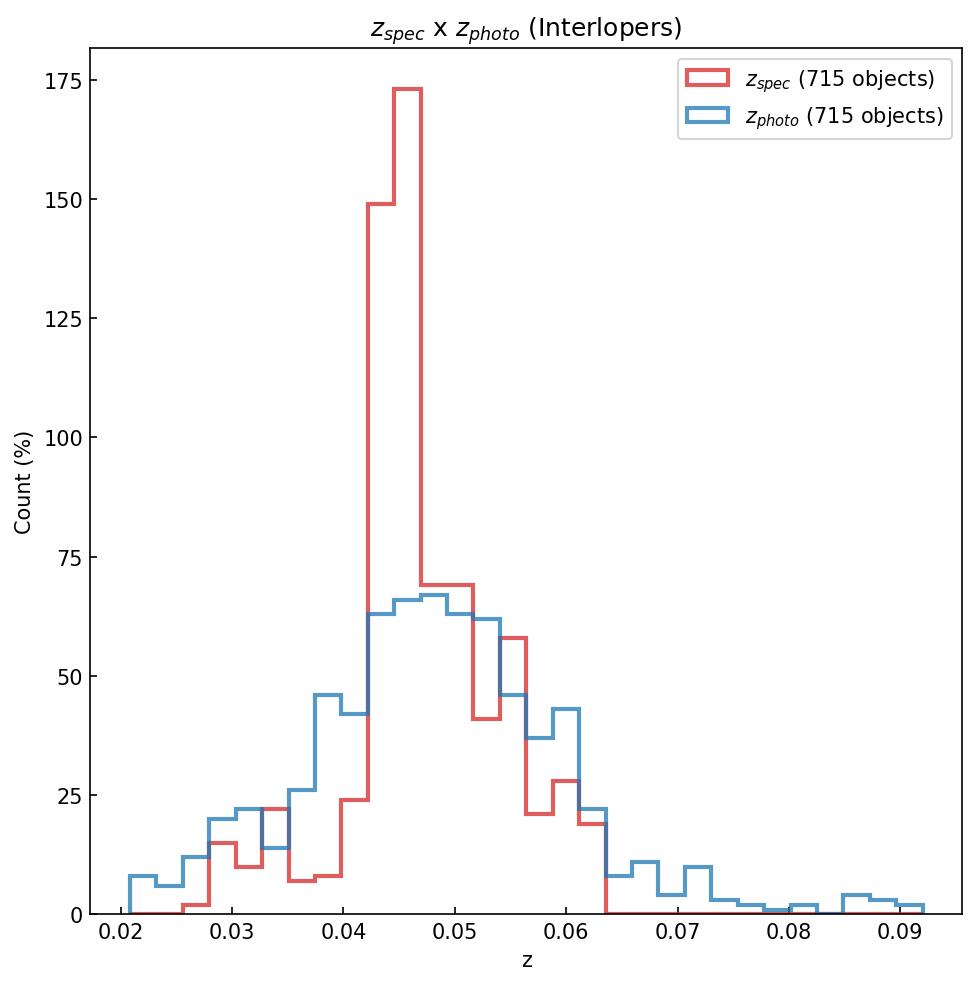 z_spec x z_photo (Interlopers)
z_spec (715 objects)
z_photo (715 objects)
Count (%)
175
150
125
100
75
50
25
0
0.02 0.03 0.04 0.05 0.06 0.07 0.08 0.09
z